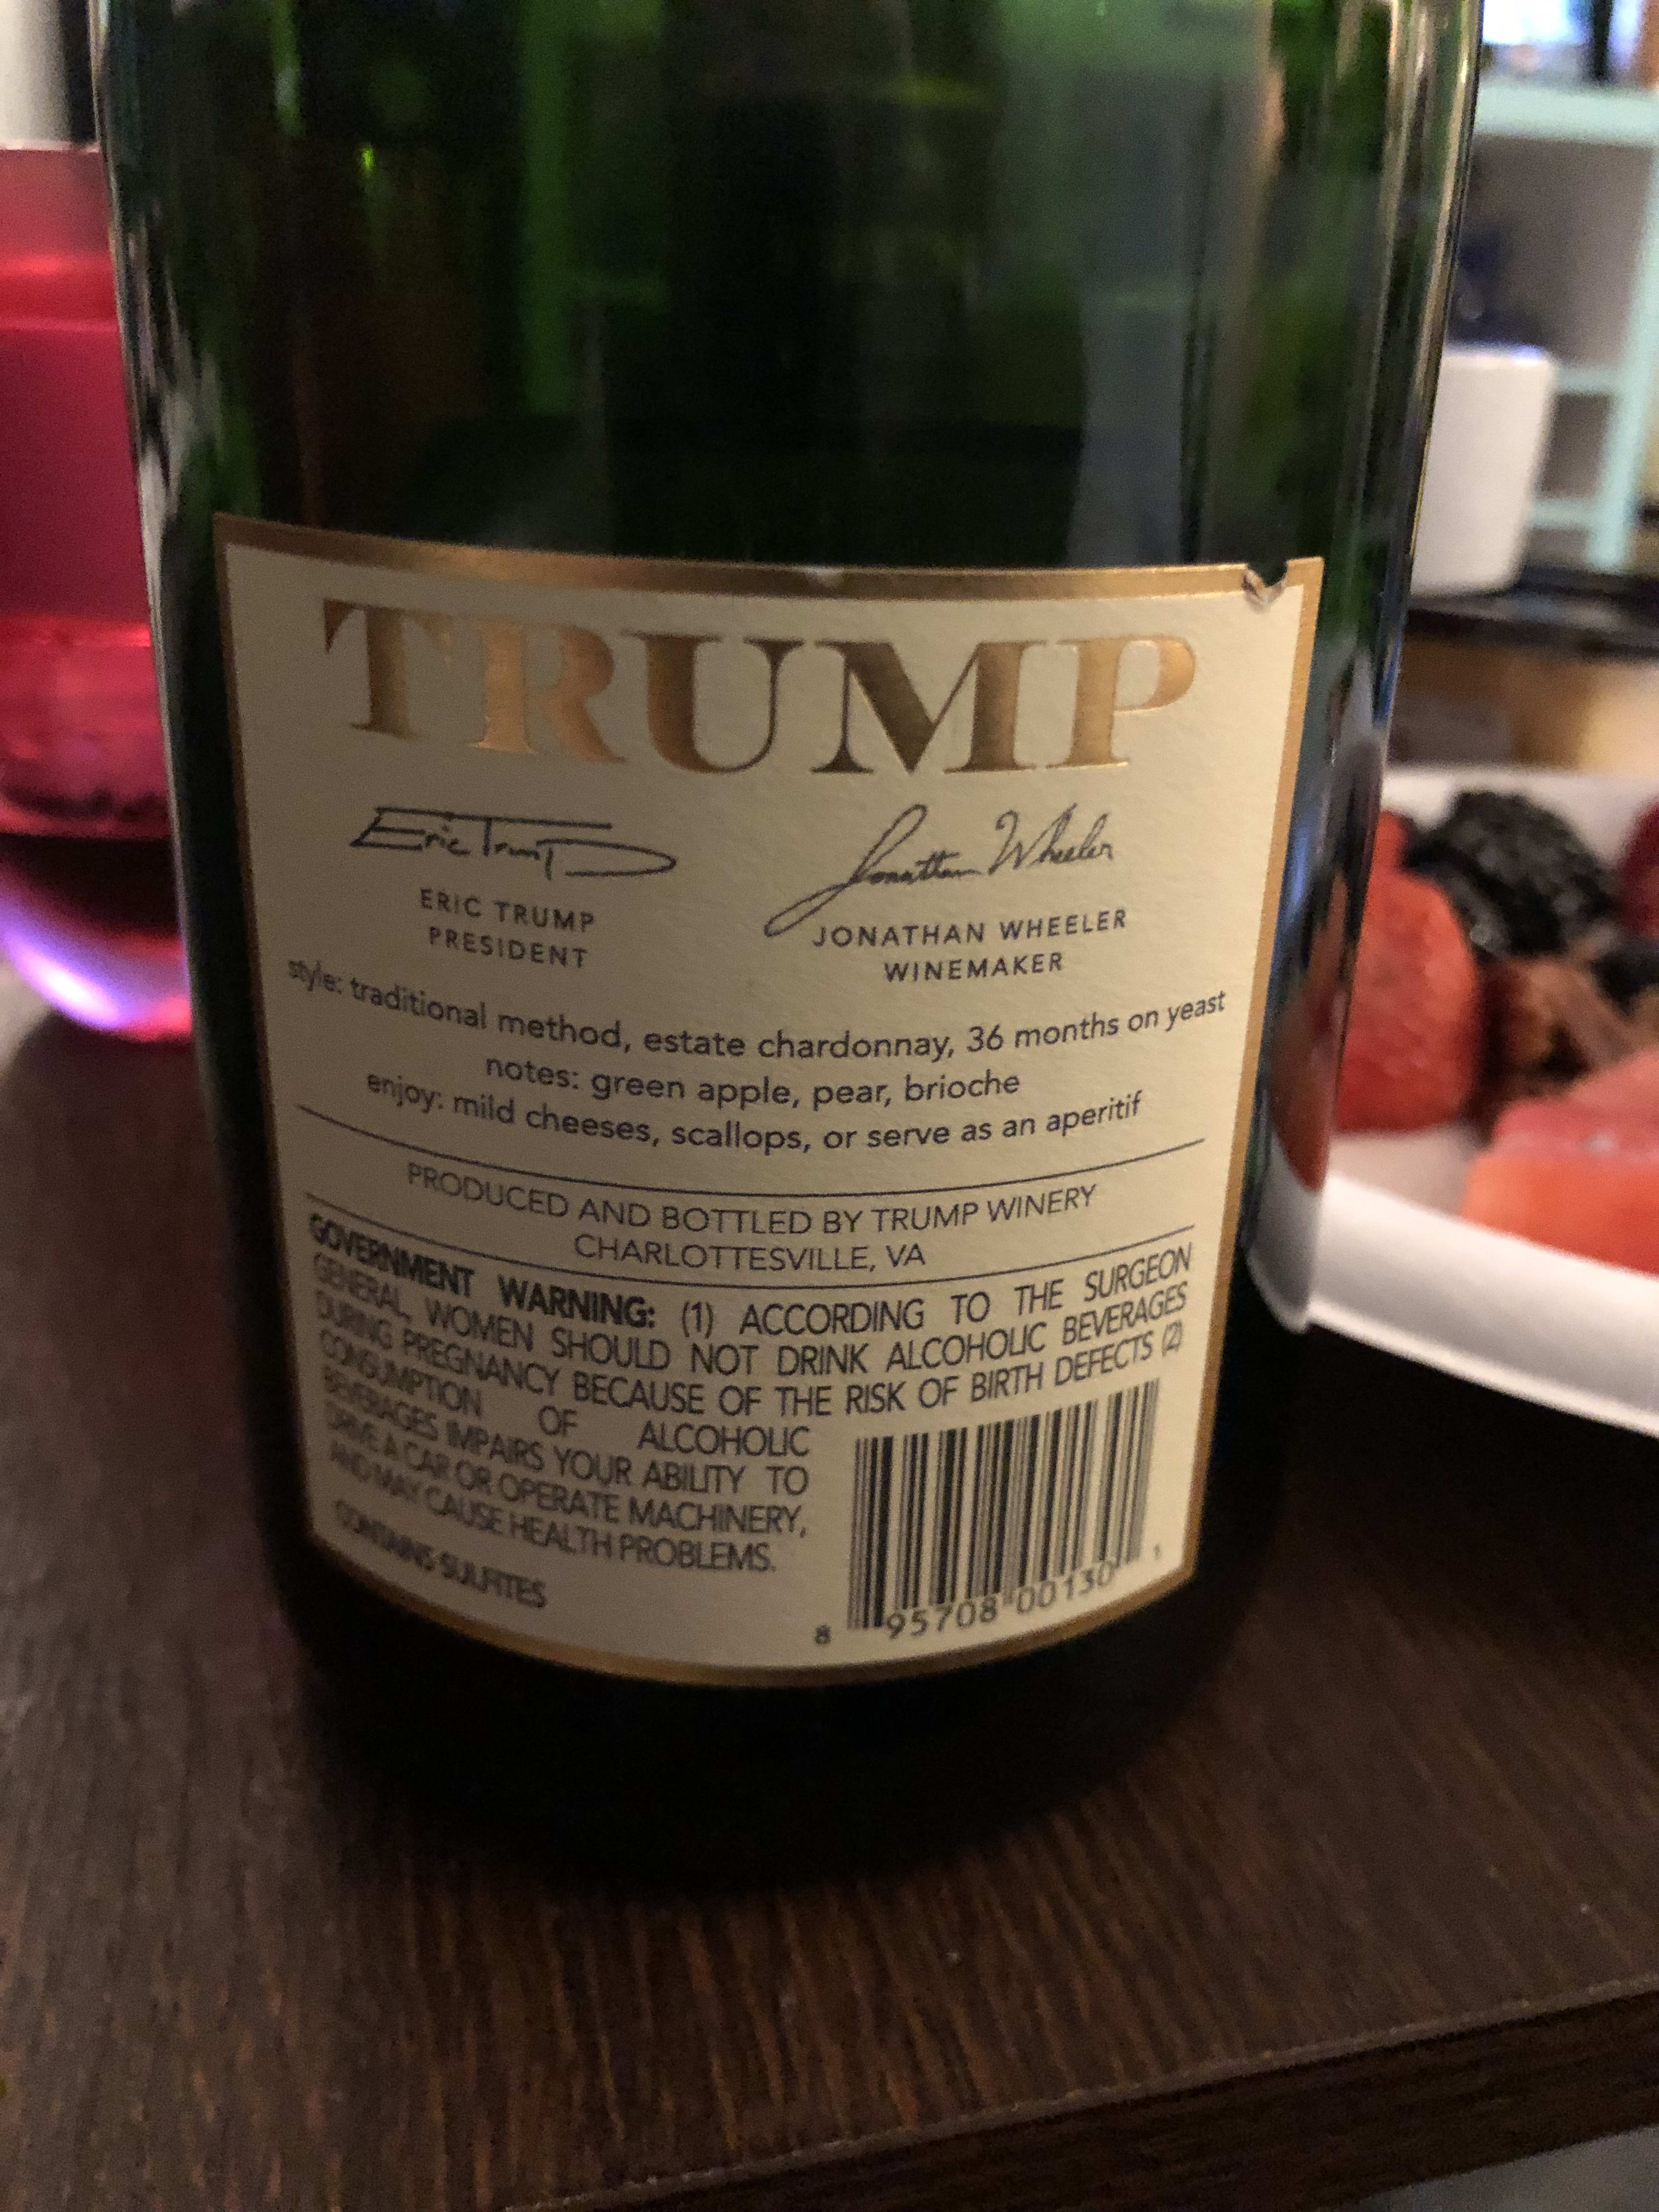 TRUMP
Eric Trump
Jonathan Wheeler
ERIC TRUMP
PRESIDENT
JONATHAN WHEELER
WINEMAKER
style: traditional method, estate chardonnay, 36 months on yeast
notes: green apple, pear, brioche
enjoy: mild cheeses, scallops, or serve as an aperitif
PRODUCED AND BOTTLED BY TRUMP WINERY
CHARLOTTESVILLE, VA
GOVERNMENT WARNING: (1) ACCORDING TO THE SURGEON
GENERAL, WOMEN SHOULD NOT DRINK ALCOHOLIC BEVERAGES
DURING PREGNANCY BECAUSE OF THE RISK OF BIRTH DEFECTS (2)
CONSUMPTION OF ALCOHOLIC
BEVERAGES IMPAIRS YOUR ABILITY TO
DRIVE A CAR OR OPERATE MACHINERY,
AND MAY CAUSE HEALTH PROBLEMS.
CONTAINS SULFITES
8 95708 00130 1